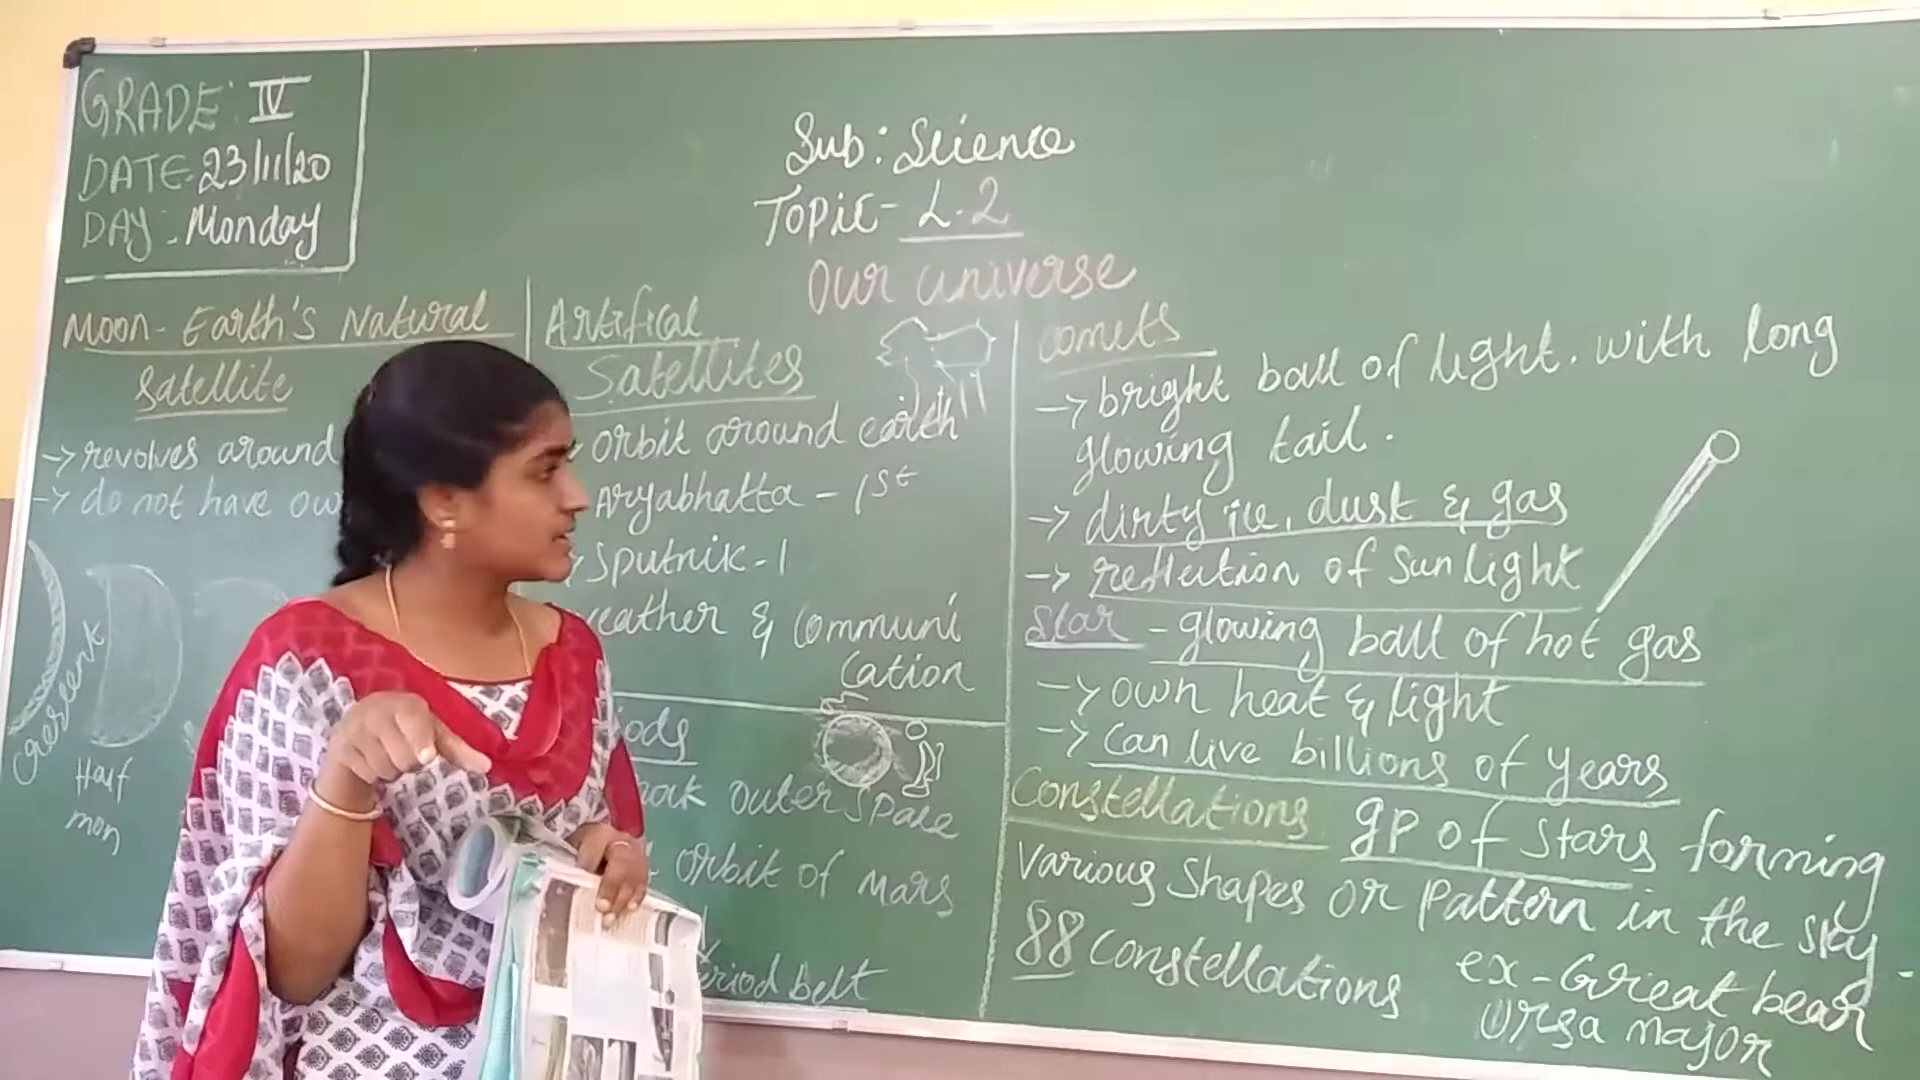 GRADE: IV
DATE-23/11/20
DAY: Monday
Sub: Science
Topic- L.2
Our universe
Moon- Earth's Natural
Satellite
-> revolves around
-> do not have
crescent
Half
mon
Artifical
Satellites
orbit around earth
Aryabhatta - 1st
Sputnik-1
& communi
cation
outer space
orbit of mars
belt
comets
-> bright ball of light. with long
glowing tail.
-> dirty ice, dust & gas
-> reflection of Sun light
Star - glowing ball of hot gas
-> own heat & light
-> can live billions of years
Constellations gp of stars forming
various shapes or pattern in the sky.
88 constellations ex-Great bear
Ursa major